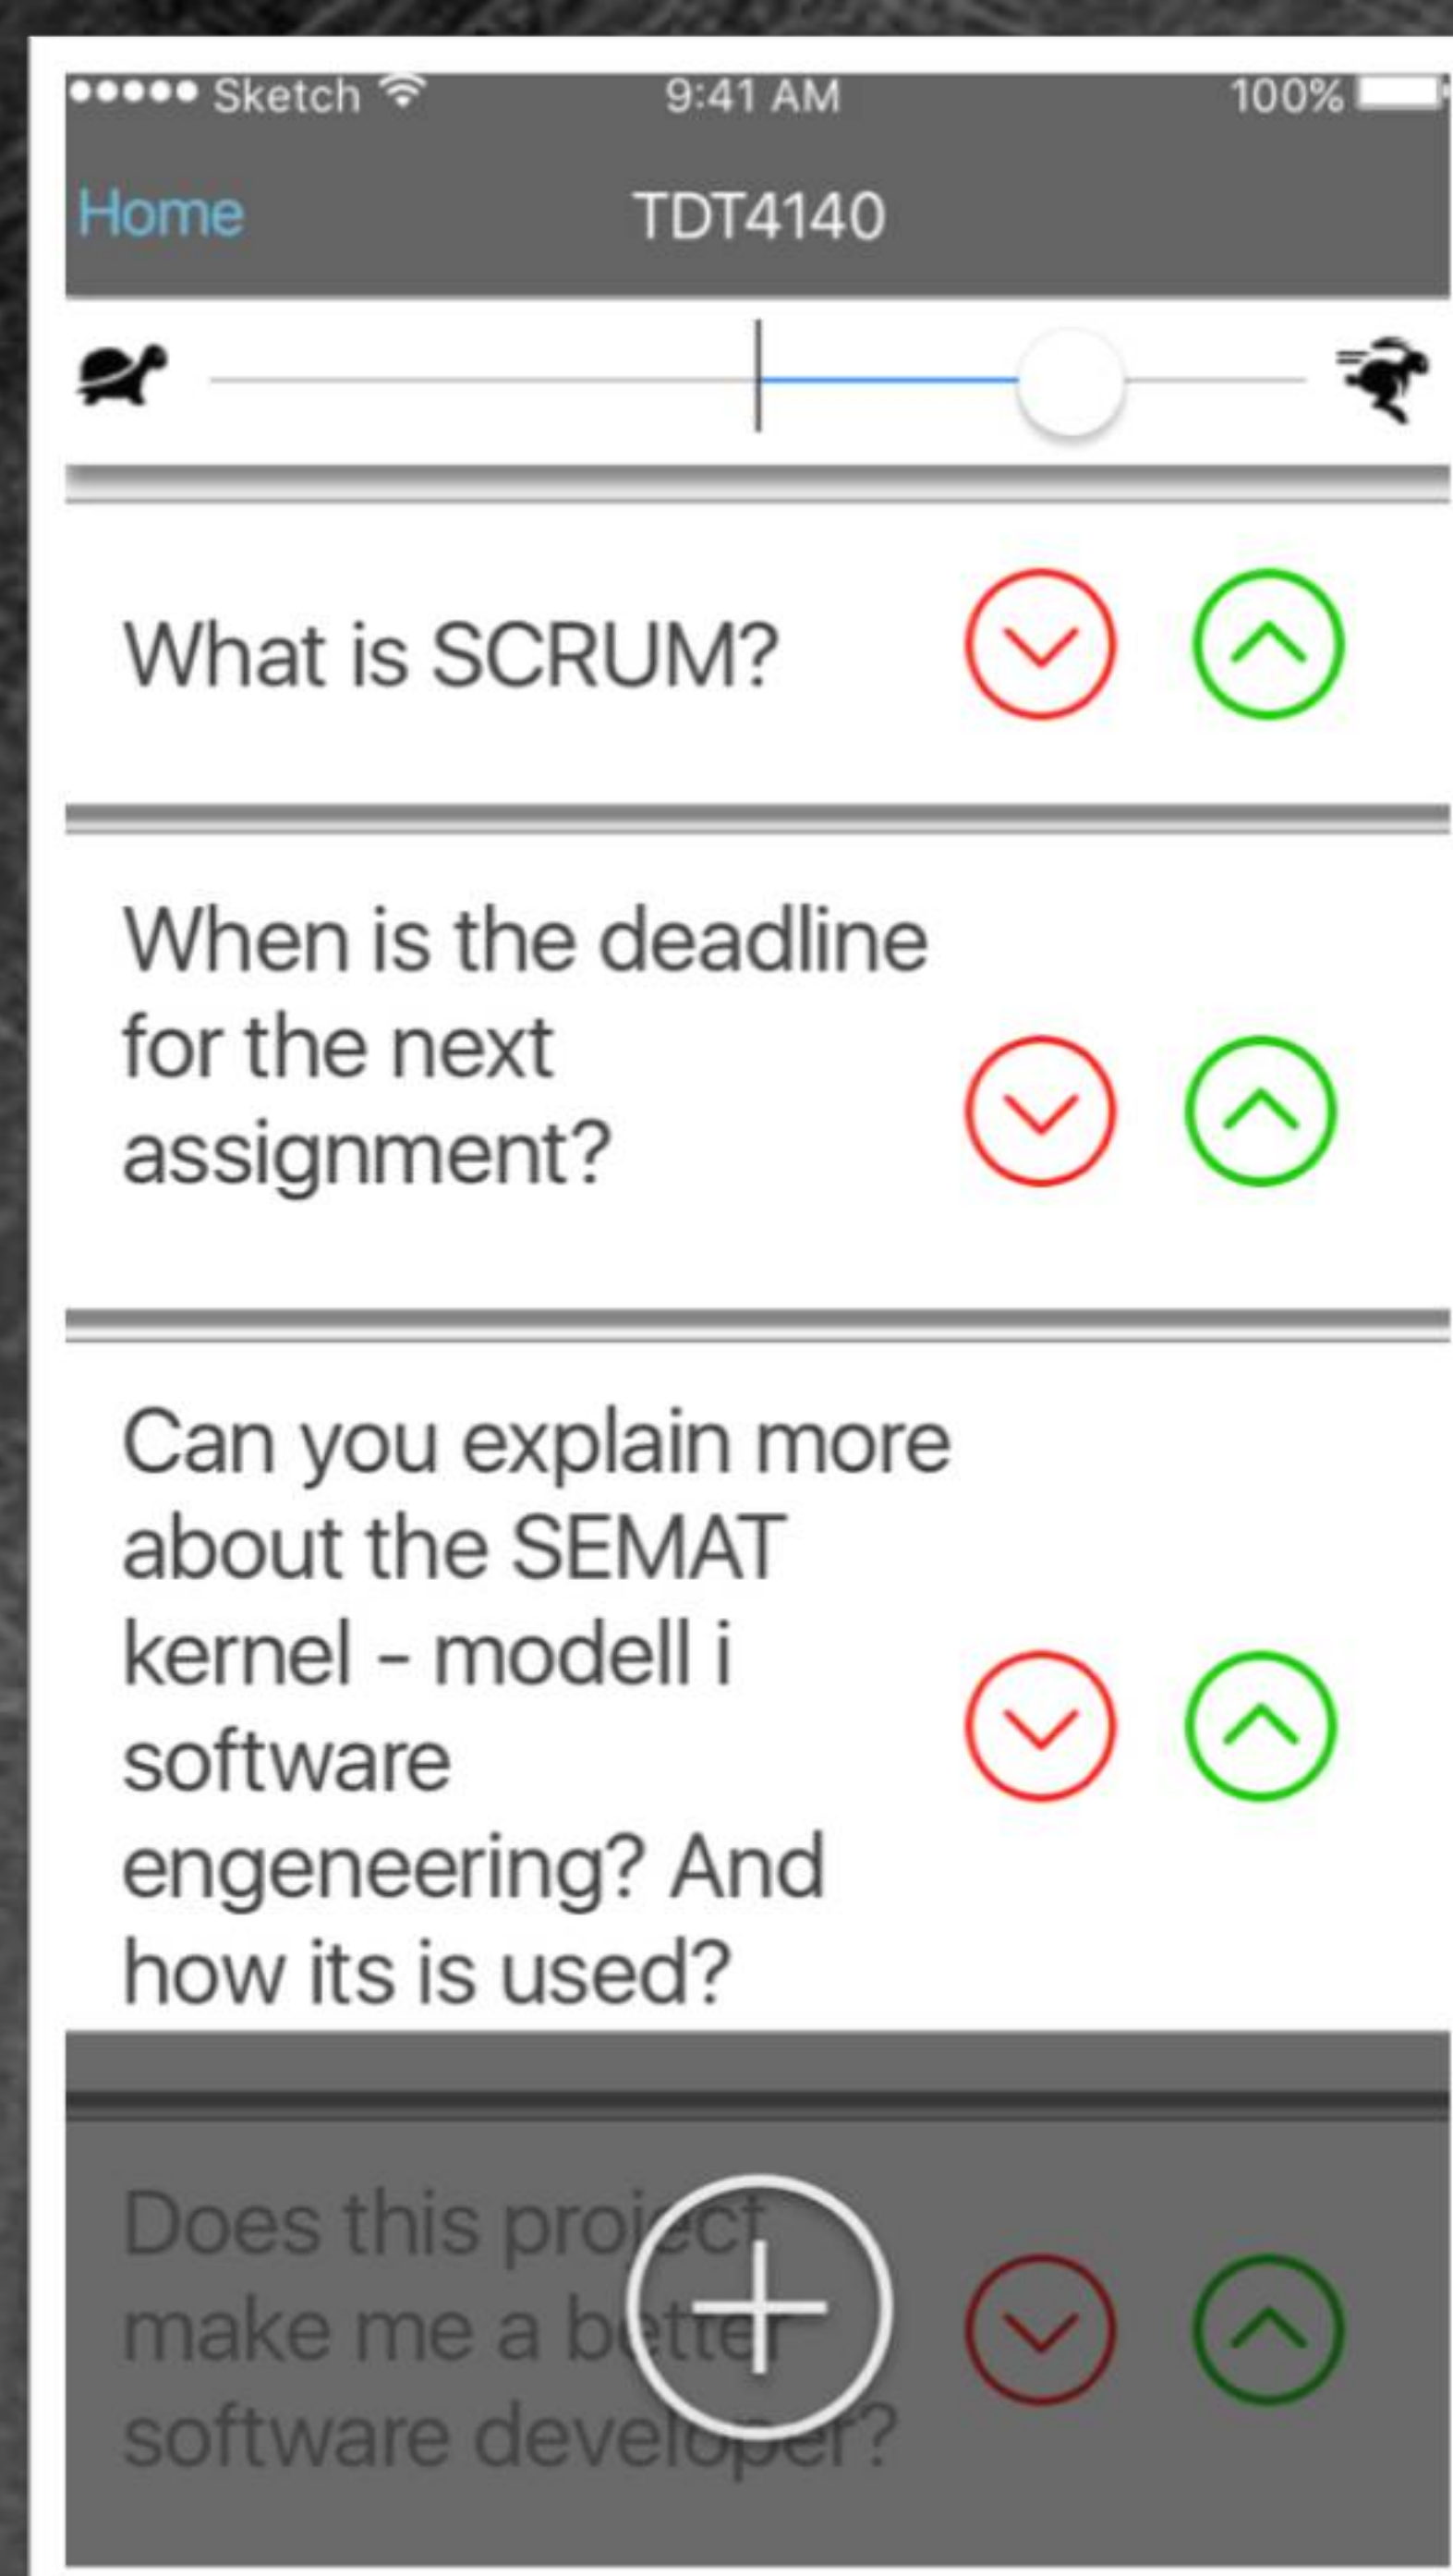 Sketch 9:41 AM 100%
Home TDT4140
What is SCRUM?
When is the deadline
for the next
assignment?
Can you explain more
about the SEMAT
kernel - modell i
software
engeneering? And
how its is used?
Does this project
make me a better
software developer?